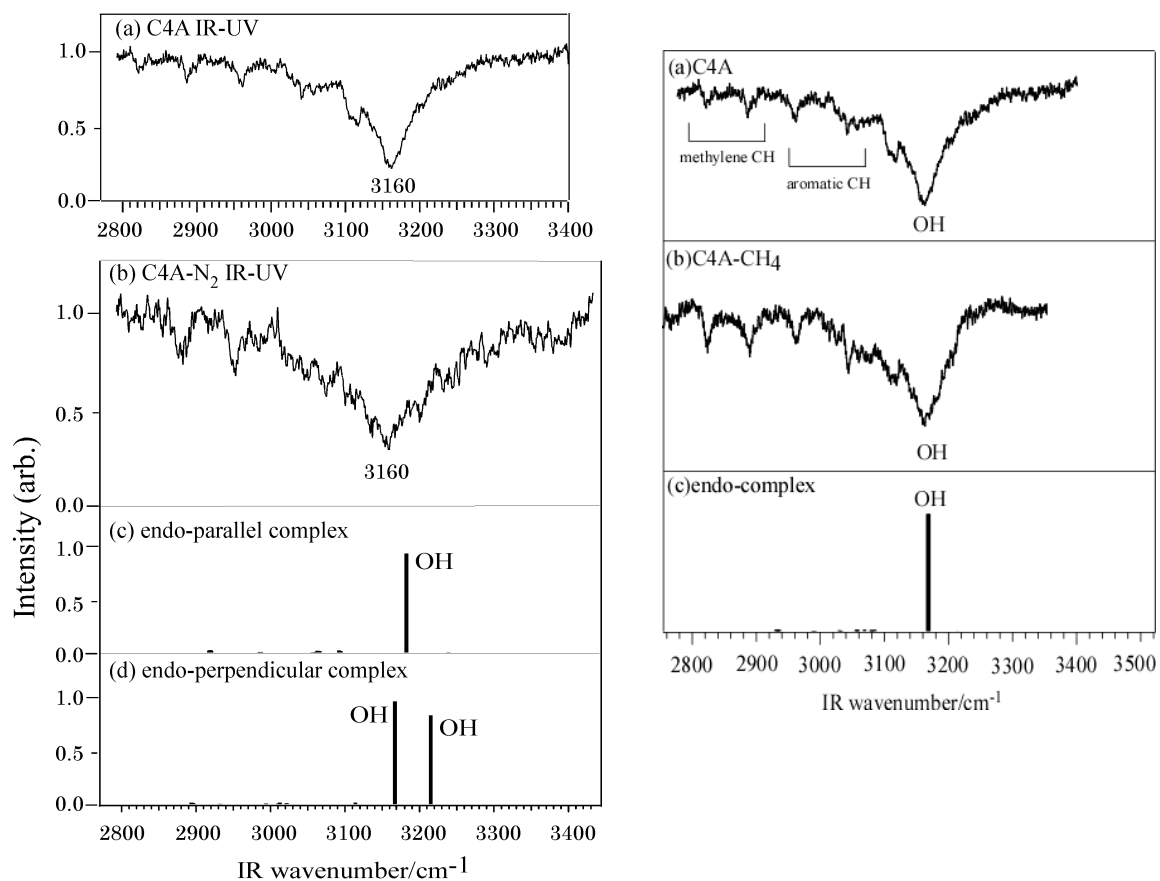 (a) C4A IR-UV
1.0
0.5
0.0
3160
2800 2900 3000 3100 3200 3300 3400
(b) C4A-N2 IR-UV
1.0
0.5
0.0
3160
(c) endo-parallel complex
1.0
0.5
0.0
OH
(d) endo-perpendicular complex
1.0
0.5
0.0
OH
OH
2800 2900 3000 3100 3200 3300 3400
IR wavenumber/cm-1
Intensity (arb.)
(a)C4A
methylene CH
aromatic CH
OH
(b)C4A-CH4
OH
(c)endo-complex
OH
2800 2900 3000 3100 3200 3300 3400 3500
IR wavenumber/cm-1